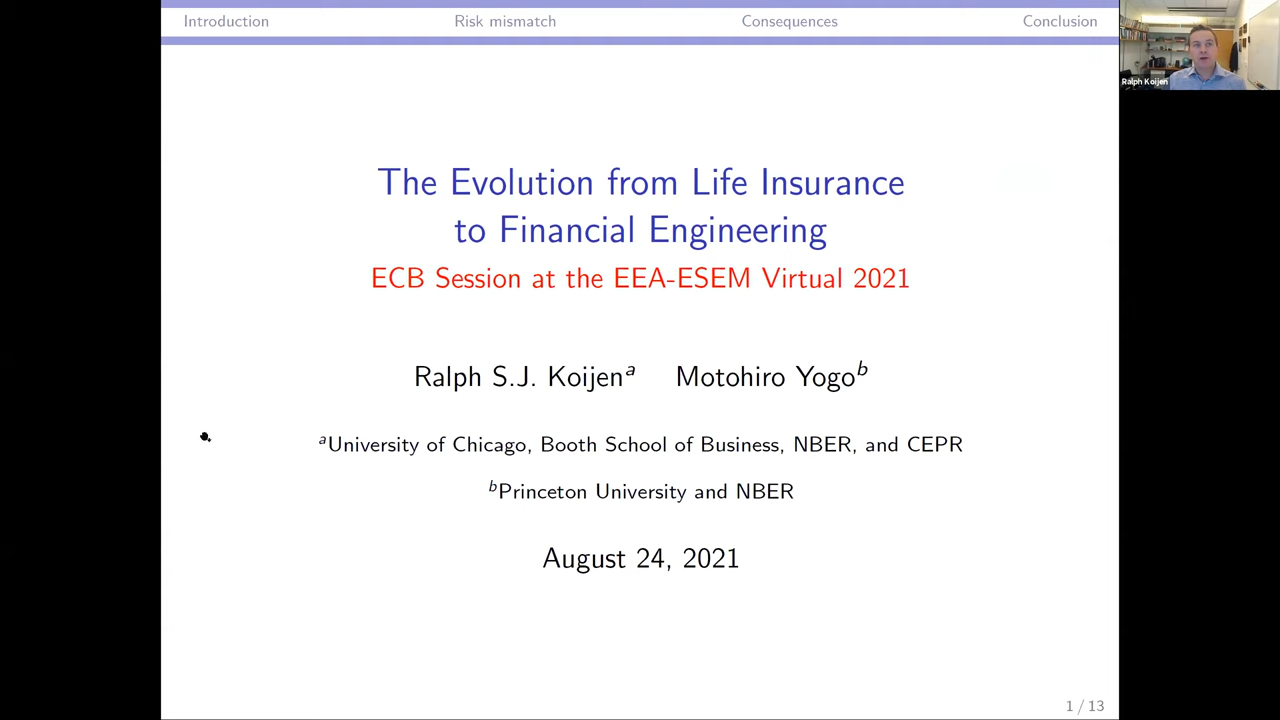 Introduction Risk mismatch Consequences Conclusion
Ralph Koijen
The Evolution from Life Insurance
to Financial Engineering
ECB Session at the EEA-ESEM Virtual 2021
Ralph S.J. Koijenᵃ Motohiro Yogoᵇ
ᵃUniversity of Chicago, Booth School of Business, NBER, and CEPR
ᵇPrinceton University and NBER
August 24, 2021
1 / 13